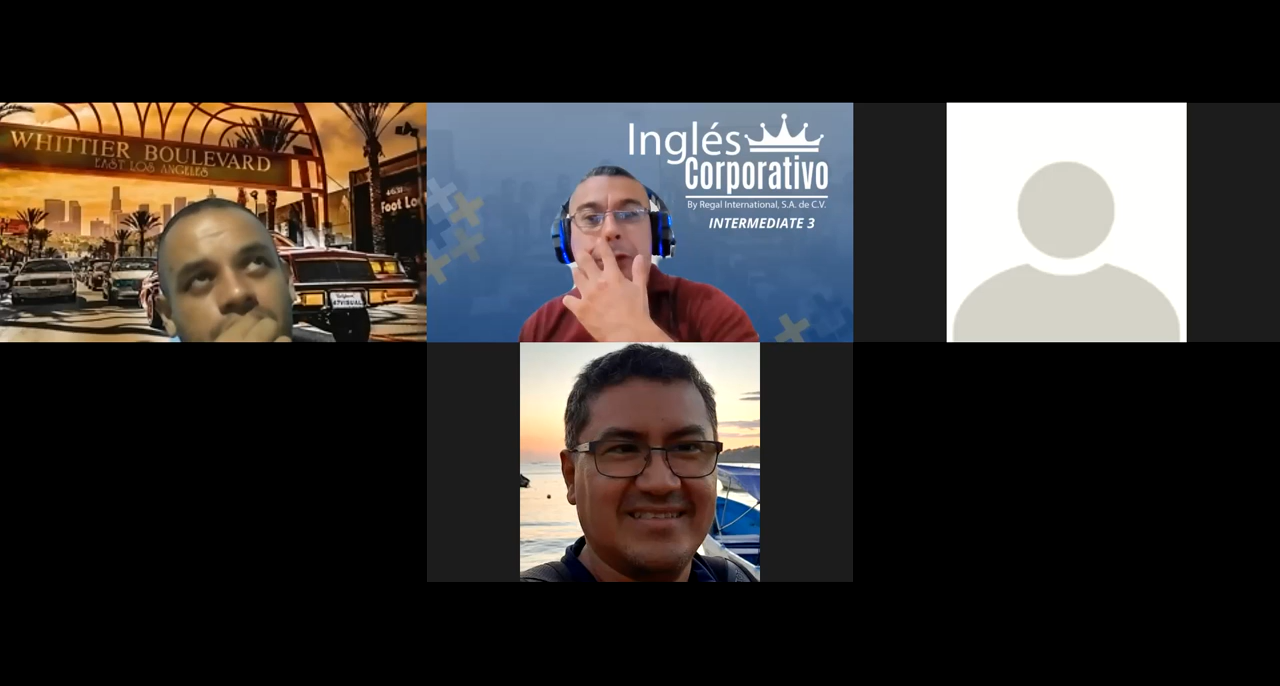 WHITTIER BOULEVARD
EAST LOS ANGELES
Foot Lo
Inglés
Corporativo
By Regal International, S.A. de C.V.
INTERMEDIATE 3